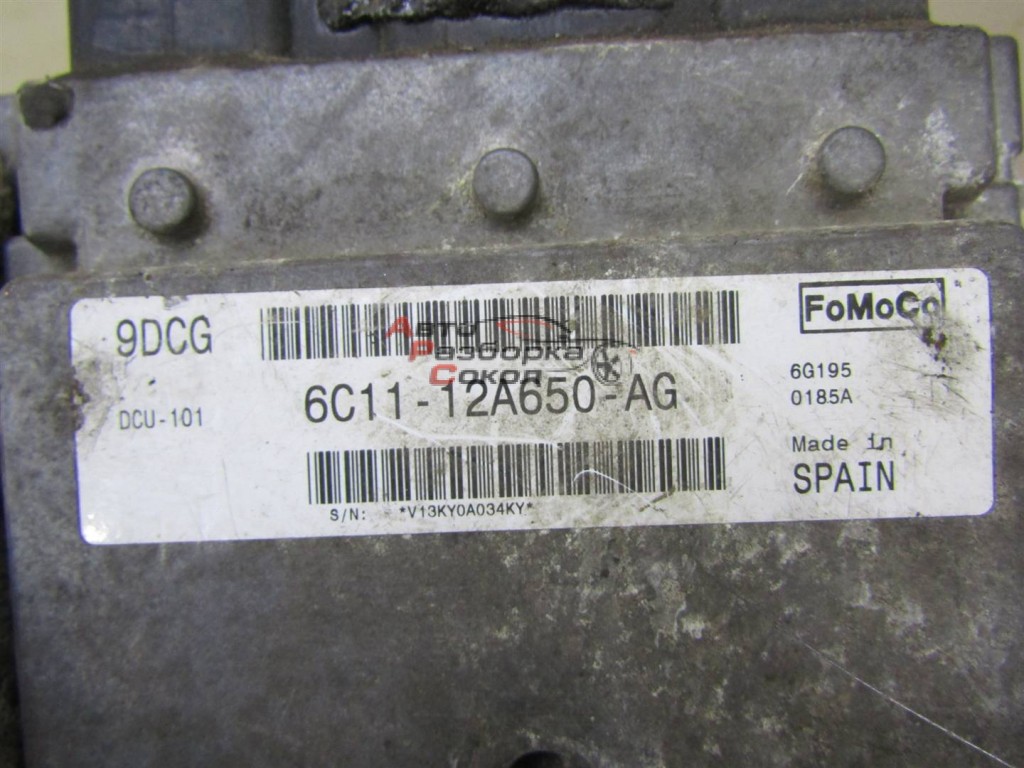 9DCG
FoMoCo
Авто
Разборка
Сокол
6C11-12A650-AG
DCU-101
6G195
0185A
Made in
SPAIN
S/N: *V13KY0A034KY*